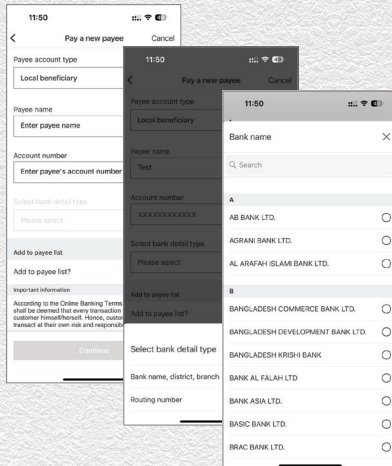 11:50
Pay a new payee Cancel
Payee account type
Local beneficiary
Payee name
Enter payee name
Account number
Enter payee's account number
Select bank detail type
Please select
Add to payee list
Add to payee list?
Important information
According to the Online Banking Terms
shall be deemed that every transaction
customer himself/herself. Hence, custor
transact at their own risk and responsib
Continue
11:50
Pay a new payee Cancel
Payee account type
Local beneficiary
Payee name
Test
Account number
XXXXXXXXXXXX
Select bank detail type
Please select
Add to payee list
Add to payee list?
Select bank detail type
Bank name, district, branch
Routing number
11:50
Bank name
Search
A
AB BANK LTD.
AGRANI BANK LTD.
AL ARAFAH ISLAMI BANK LTD.
B
BANGLADESH COMMERCE BANK LTD.
BANGLADESH DEVELOPMENT BANK LTD.
BANGLADESH KRISHI BANK
BANK AL FALAH LTD
BANK ASIA LTD.
BASIC BANK LTD.
BRAC BANK LTD.